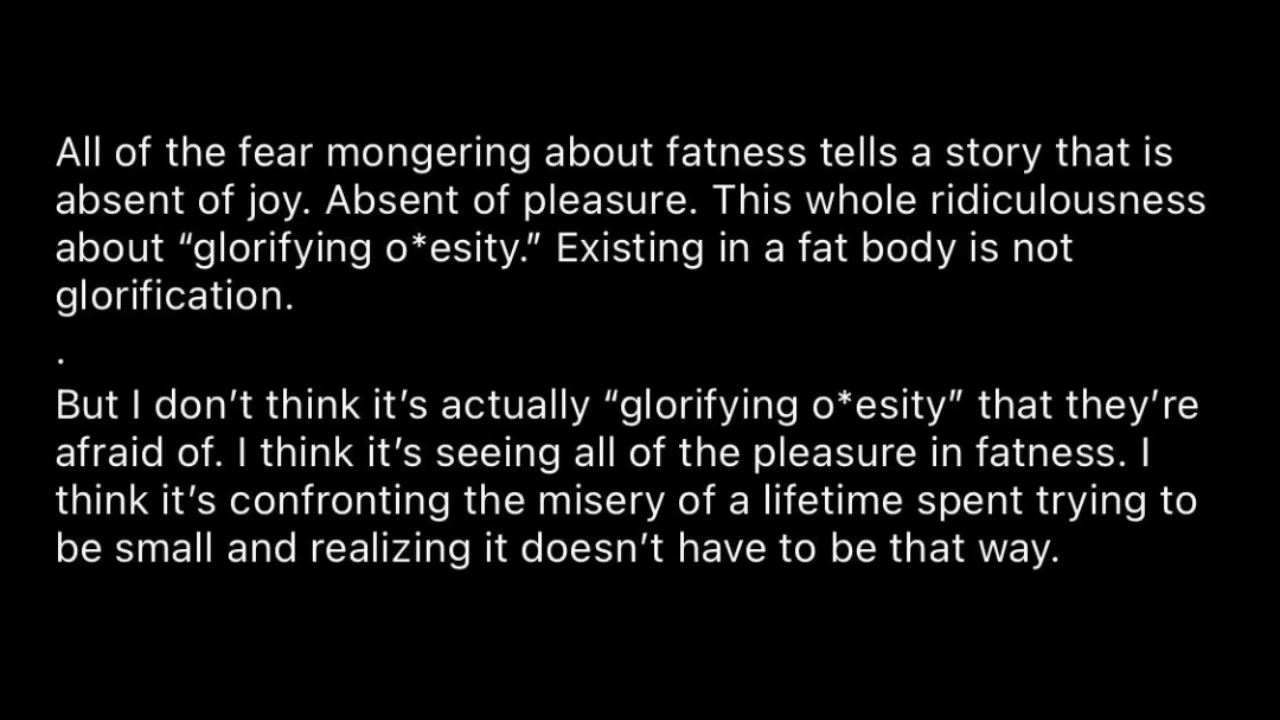 All of the fear mongering about fatness tells a story that is
absent of joy. Absent of pleasure. This whole ridiculousness
about “glorifying o*esity.” Existing in a fat body is not
glorification.
.
But I don’t think it’s actually “glorifying o*esity” that they’re
afraid of. I think it’s seeing all of the pleasure in fatness. I
think it’s confronting the misery of a lifetime spent trying to
be small and realizing it doesn’t have to be that way.